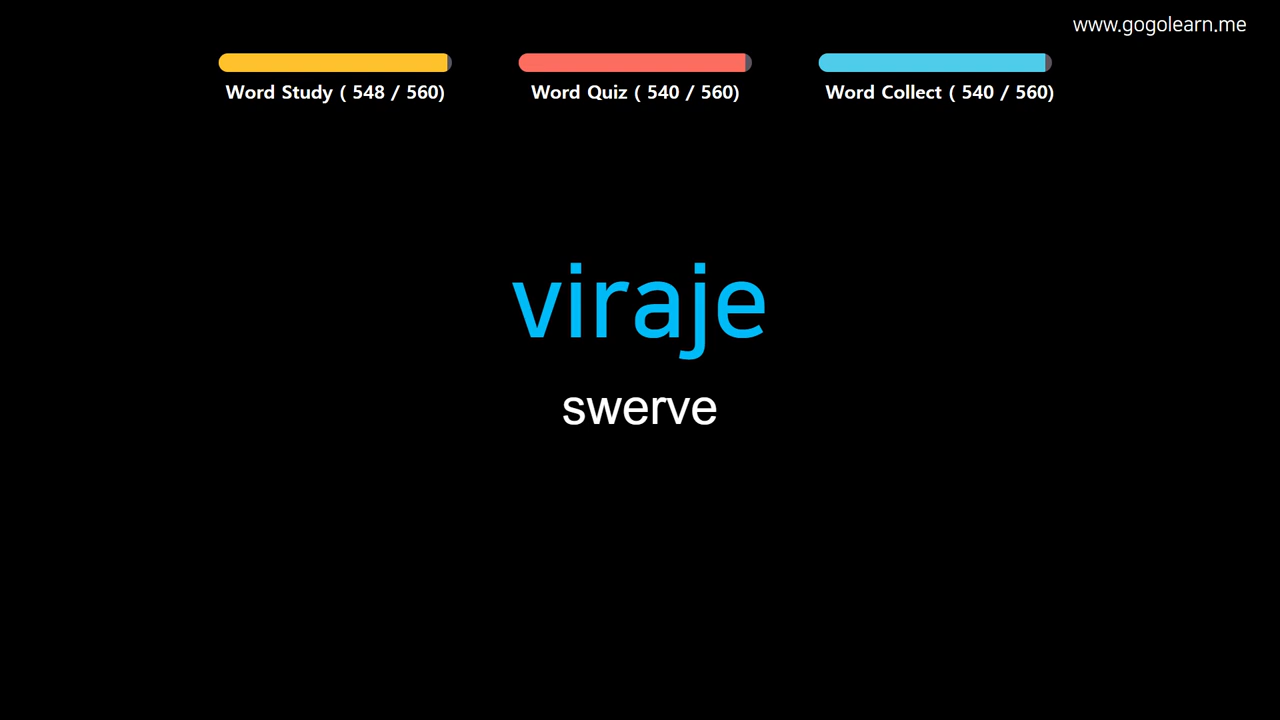 www.gogolearn.me
Word Study ( 548 / 560)
Word Quiz ( 540 / 560)
Word Collect ( 540 / 560)
viraje
swerve